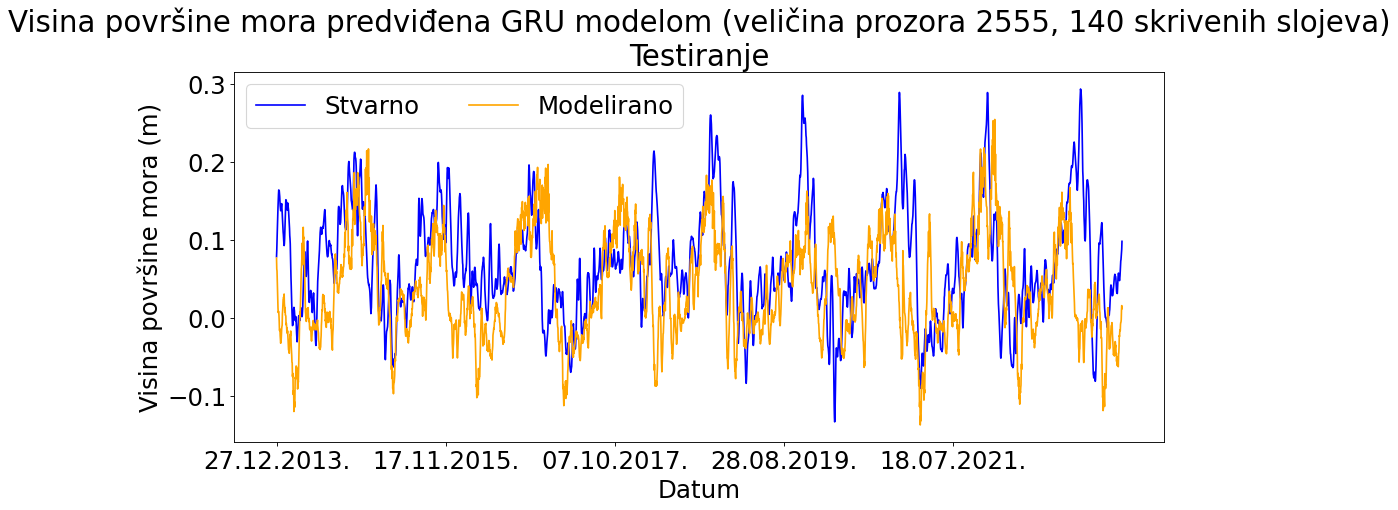 Visina površine mora predviđena GRU modelom (veličina prozora 2555, 140 skrivenih slojeva)
Testiranje
Stvarno
Modelirano
Visina površine mora (m)
0.3
0.2
0.1
0.0
−0.1
27.12.2013.
17.11.2015.
07.10.2017.
28.08.2019.
18.07.2021.
Datum